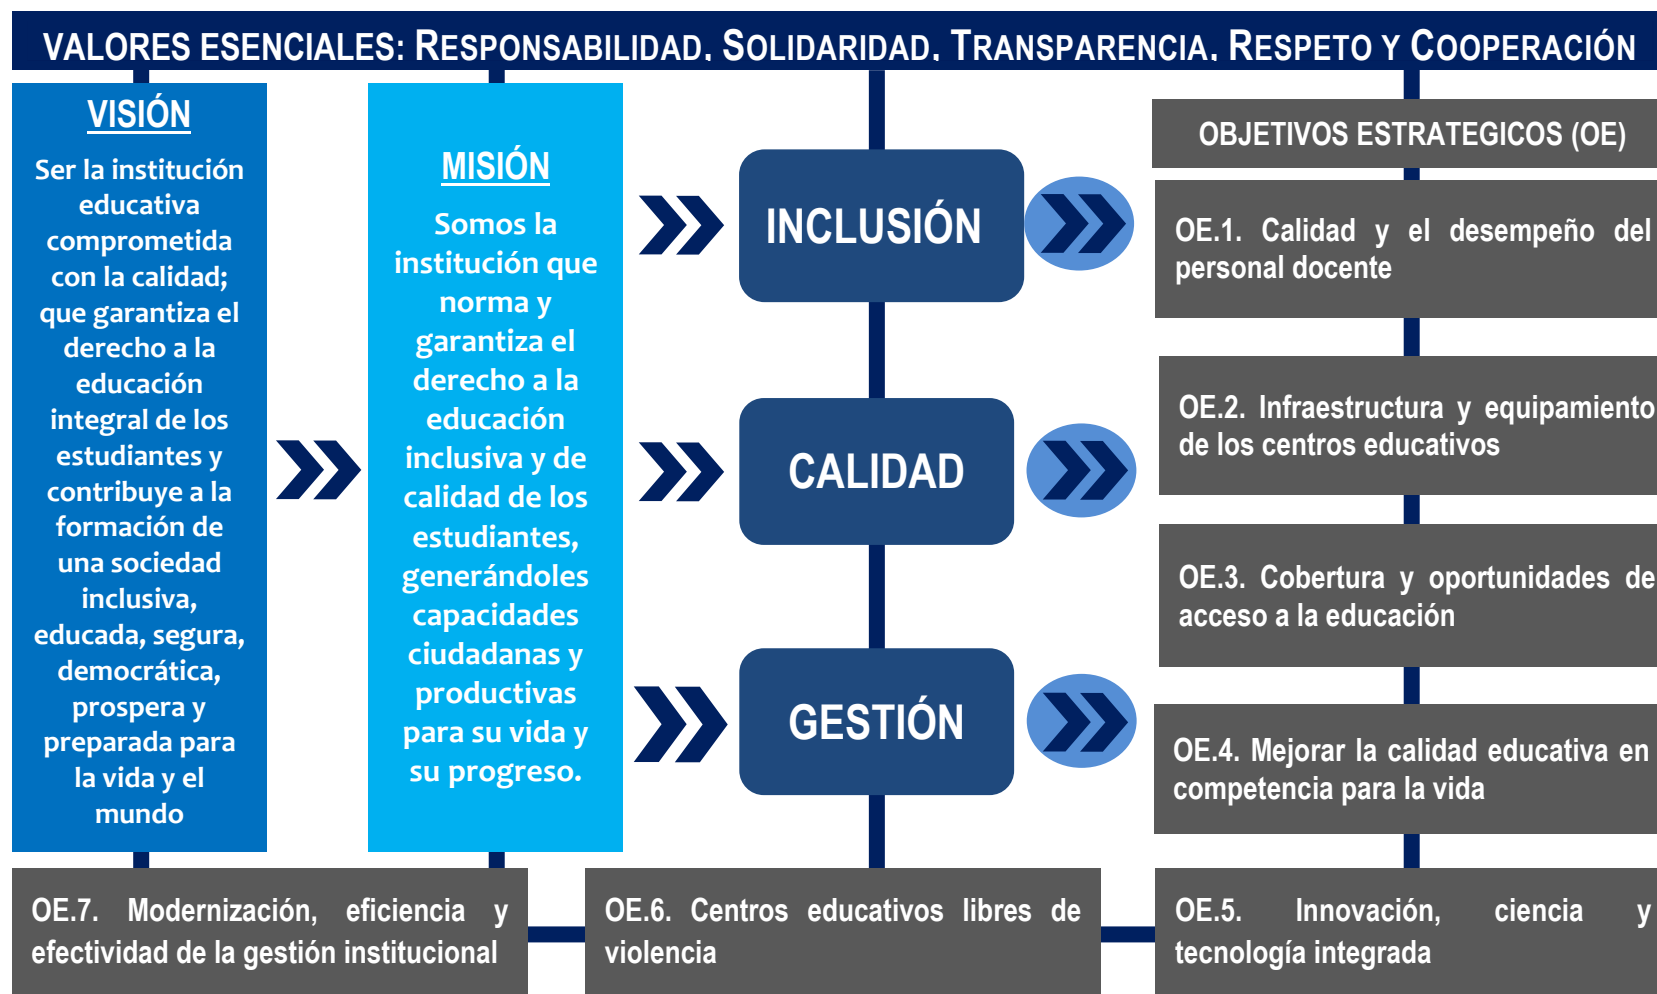 VALORES ESENCIALES: RESPONSABILIDAD, SOLIDARIDAD, TRANSPARENCIA, RESPETO Y COOPERACIÓN
VISIÓN
Ser la institución
educativa
comprometida
con la calidad;
que garantiza el
derecho a la
educación
integral de los
estudiantes y
contribuye a la
formación de
una sociedad
inclusiva,
educada, segura,
democrática,
prospera y
preparada para
la vida y el
mundo
MISIÓN
Somos la
institución que
norma y
garantiza el
derecho a la
educación
inclusiva y de
calidad de los
estudiantes,
generándoles
capacidades
ciudadanas y
productivas
para su vida y
su progreso.
INCLUSIÓN
CALIDAD
GESTIÓN
OBJETIVOS ESTRATEGICOS (OE)
OE.1. Calidad y el desempeño del
personal docente
OE.2. Infraestructura y equipamiento
de los centros educativos
OE.3. Cobertura y oportunidades de
acceso a la educación
OE.4. Mejorar la calidad educativa en
competencia para la vida
OE.7. Modernización, eficiencia y
efectividad de la gestión institucional
OE.6. Centros educativos libres de
violencia
OE.5. Innovación, ciencia y
tecnología integrada